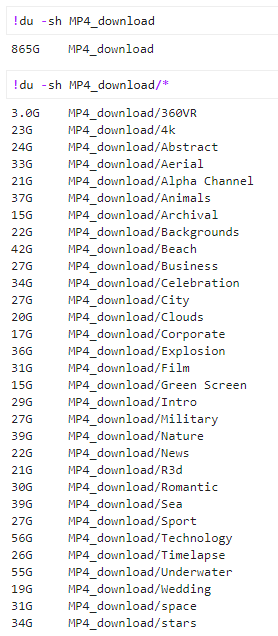 !du -sh MP4_download
865G MP4_download
!du -sh MP4_download/*
3.0G MP4_download/360VR
23G MP4_download/4k
24G MP4_download/Abstract
33G MP4_download/Aerial
21G MP4_download/Alpha Channel
37G MP4_download/Animals
15G MP4_download/Archival
22G MP4_download/Backgrounds
42G MP4_download/Beach
27G MP4_download/Business
34G MP4_download/Celebration
27G MP4_download/City
20G MP4_download/Clouds
17G MP4_download/Corporate
36G MP4_download/Explosion
31G MP4_download/Film
15G MP4_download/Green Screen
29G MP4_download/Intro
27G MP4_download/Military
39G MP4_download/Nature
22G MP4_download/News
21G MP4_download/R3d
30G MP4_download/Romantic
39G MP4_download/Sea
27G MP4_download/Sport
56G MP4_download/Technology
26G MP4_download/Timelapse
55G MP4_download/Underwater
19G MP4_download/Wedding
31G MP4_download/space
34G MP4_download/stars